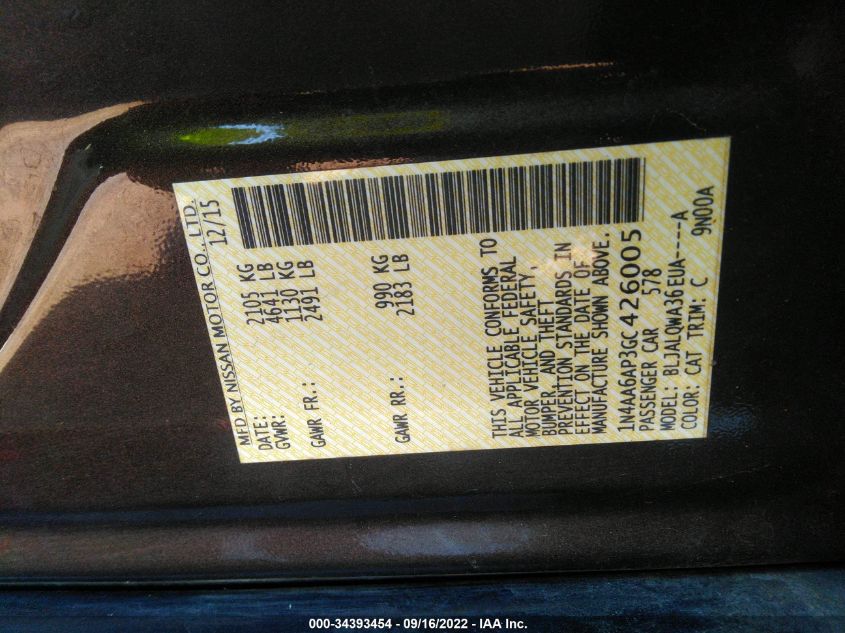 MFD BY NISSAN MOTOR CO., LTD.
DATE: 12/15
GVWR: 2105 KG
4641 LB
GAWR FR.: 1130 KG
2491 LB
GAWR RR.: 990 KG
2183 LB
THIS VEHICLE CONFORMS TO
ALL APPLICABLE FEDERAL
MOTOR VEHICLE SAFETY,
BUMPER, AND THEFT
PREVENTION STANDARDS IN
EFFECT ON THE DATE OF
MANUFACTURE SHOWN ABOVE.
1N4AA6AP3GC426005
PASSENGER CAR 578
MODEL: BLJALQWA36EUA----A
COLOR: CAT TRIM: C 9N00A
000-34393454 - 09/16/2022 - IAA Inc.